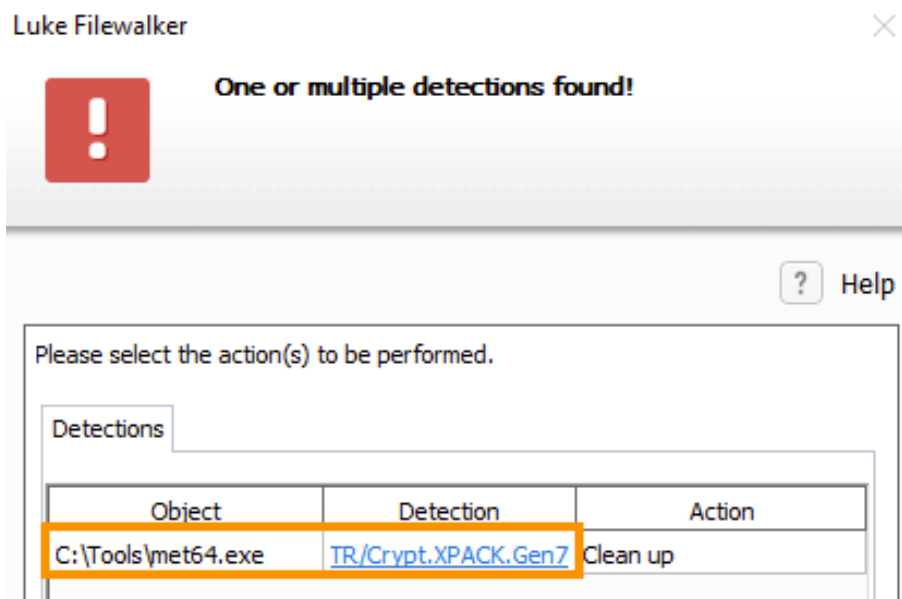 Luke Filewalker
One or multiple detections found!
?
Help
Please select the action(s) to be performed.
Detections
Object Detection Action
C:\Tools\met64.exe TR/Crypt.XPACK.Gen7 Clean up